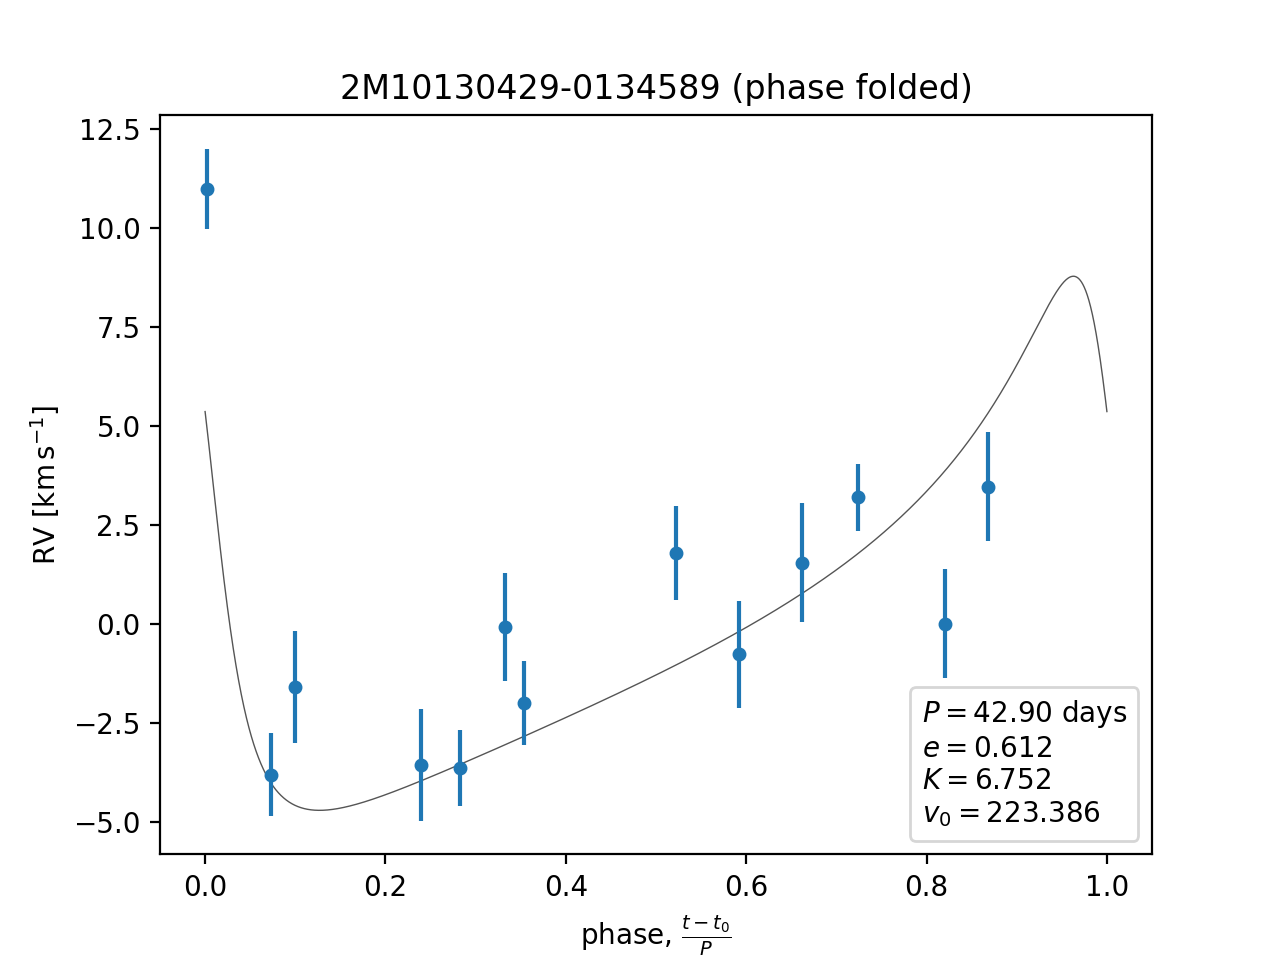 2M10130429-0134589 (phase folded)
12.5
10.0
7.5
5.0
2.5
0.0
−2.5
−5.0
RV [km s⁻¹]
P = 42.90 days
e = 0.612
K = 6.752
v₀ = 223.386
0.0 0.2 0.4 0.6 0.8 1.0
phase, (t − t₀)/P